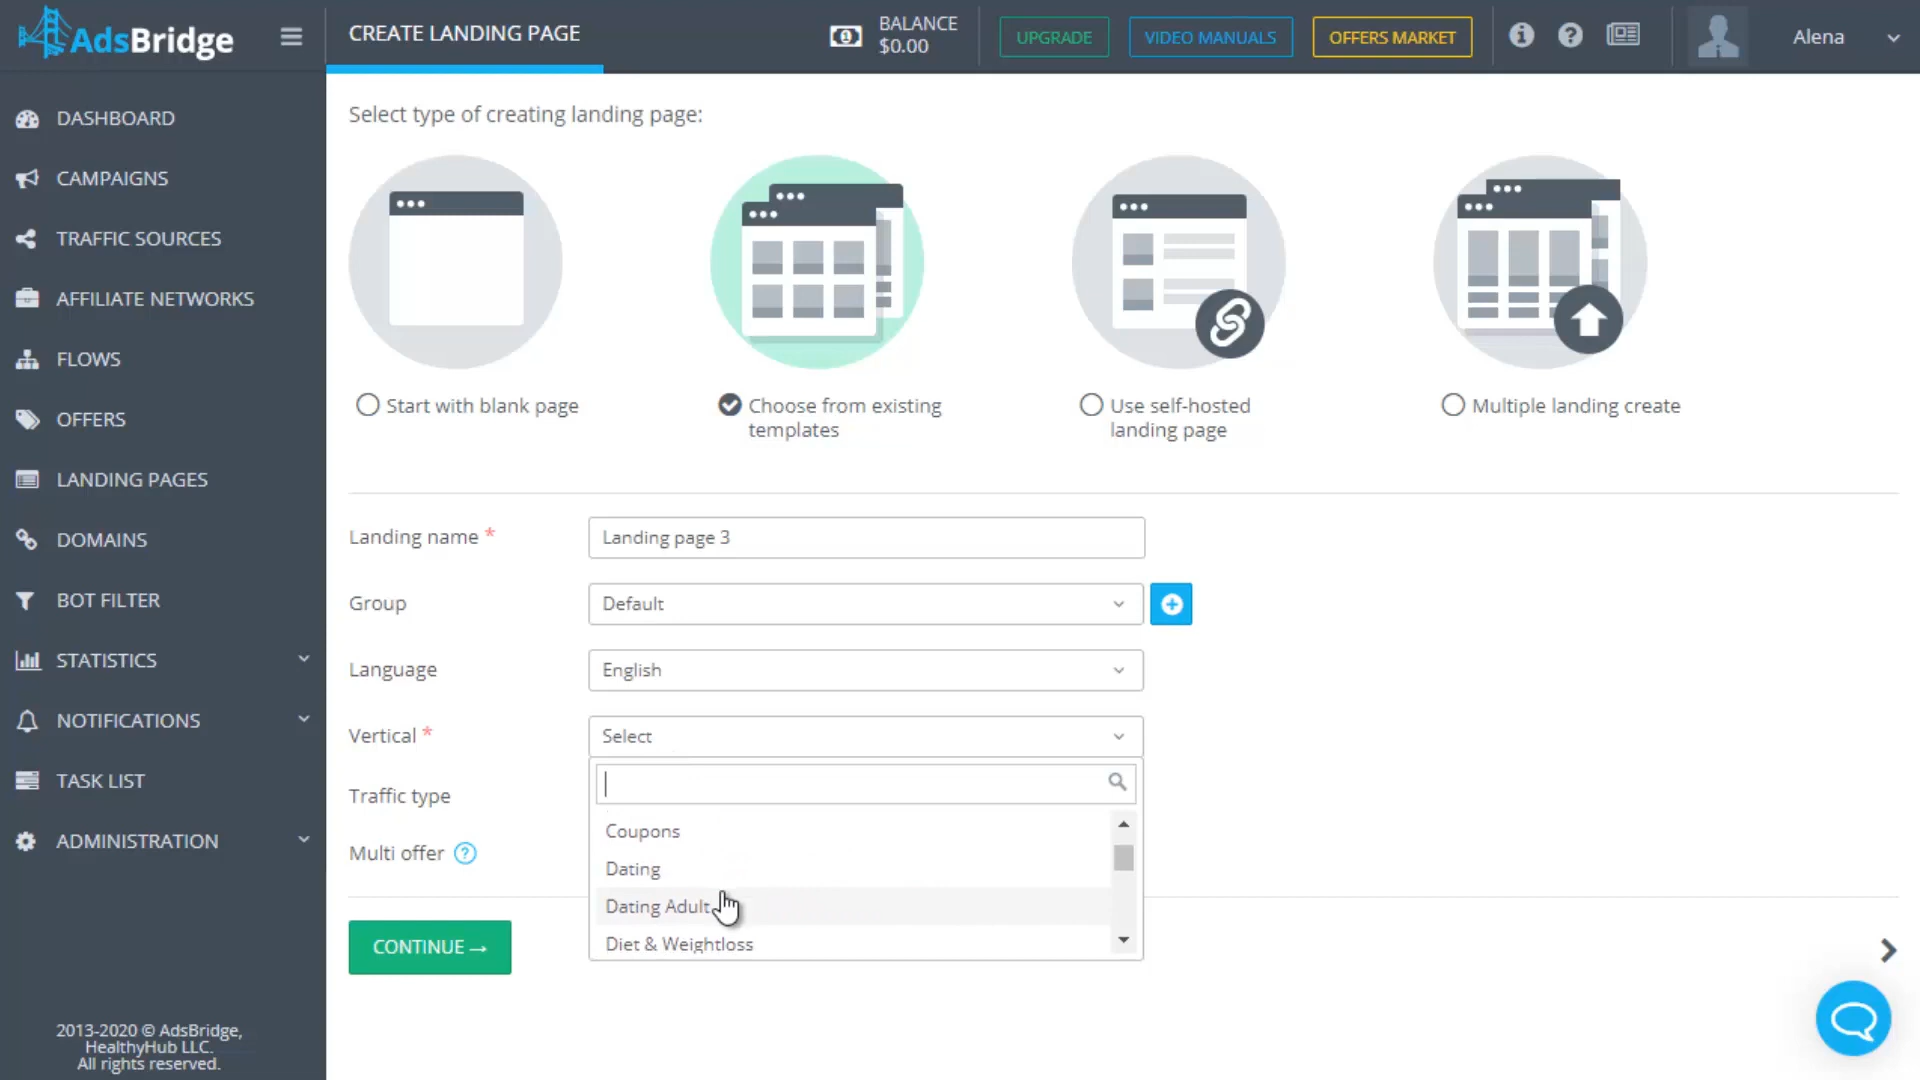 AdsBridge
CREATE LANDING PAGE
BALANCE
$0.00
UPGRADE
VIDEO MANUALS
OFFERS MARKET
Alena
DASHBOARD
CAMPAIGNS
TRAFFIC SOURCES
AFFILIATE NETWORKS
FLOWS
OFFERS
LANDING PAGES
DOMAINS
BOT FILTER
STATISTICS
NOTIFICATIONS
TASK LIST
ADMINISTRATION
2013-2020 © AdsBridge,
HealthyHub LLC.
All rights reserved.
Select type of creating landing page:
Start with blank page
Choose from existing
templates
Use self-hosted
landing page
Multiple landing create
Landing name *
Landing page 3
Group
Default
Language
English
Vertical *
Select
Coupons
Dating
Dating Adult
Diet & Weightloss
Traffic type
Multi offer ?
CONTINUE →